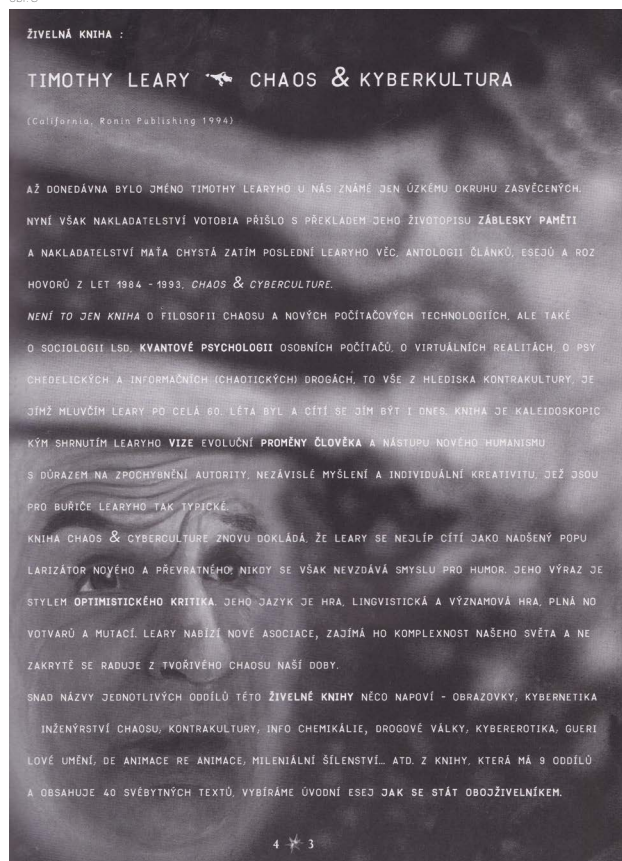 ŽIVELNÁ KNIHA :
TIMOTHY LEARY CHAOS & KYBERKULTURA
(California, Ronin Publishing 1994)
AŽ DONEDÁVNA BYLO JMÉNO TIMOTHY LEARYHO U NÁS ZNÁMÉ JEN ÚZKÉMU OKRUHU ZASVĚCENÝCH.
NYNÍ VŠAK NAKLADATELSTVÍ VOTOBIA PŘIŠLO S PŘEKLADEM JEHO ŽIVOTOPISU ZÁBLESKY PAMĚTI
A NAKLADATELSTVÍ MAŤA CHYSTÁ ZATÍM POSLEDNÍ LEARYHO VĚC, ANTOLOGII ČLÁNKŮ, ESEJŮ A ROZ
HOVORŮ Z LET 1984 - 1993, CHAOS & CYBERCULTURE.
NENÍ TO JEN KNIHA O FILOSOFII CHAOSU A NOVÝCH POČÍTAČOVÝCH TECHNOLOGIÍCH, ALE TAKÉ
O SOCIOLOGII LSD, KVANTOVÉ PSYCHOLOGII OSOBNÍCH POČÍTAČŮ, O VIRTUÁLNÍCH REALITÁCH, O PSY
CHEDELICKÝCH A INFORMAČNÍCH (CHAOTICKÝCH) DROGÁCH, TO VŠE Z HLEDISKA KONTRAKULTURY, JE
JÍMŽ MLUVČÍM LEARY PO CELÁ 60. LÉTA BYL A CÍTÍ SE JÍM BÝT I DNES. KNIHA JE KALEIDOSKOPIC
KÝM SHRNUTÍM LEARYHO VIZE EVOLUČNÍ PROMĚNY ČLOVĚKA A NÁSTUPU NOVÉHO HUMANISMU
S DŮRAZEM NA ZPOCHYBNĚNÍ AUTORITY, NEZÁVISLÉ MYŠLENÍ A INDIVIDUÁLNÍ KREATIVITU, JEŽ JSOU
PRO BUŘIČE LEARYHO TAK TYPICKÉ.
KNIHA CHAOS & CYBERCULTURE ZNOVU DOKLÁDÁ, ŽE LEARY SE NEJLÍP CÍTÍ JAKO NADŠENÝ POPU
LARIZÁTOR NOVÉHO A PŘEVRATNÉHO, NIKDY SE VŠAK NEVZDÁVÁ SMYSLU PRO HUMOR. JEHO VÝRAZ JE
STYLEM OPTIMISTICKÉHO KRITIKA. JEHO JAZYK JE HRA, LINGVISTICKÁ A VÝZNAMOVÁ HRA, PLNÁ NO
VOTVARŮ A MUTACÍ. LEARY NABÍZÍ NOVÉ ASOCIACE, ZAJÍMÁ HO KOMPLEXNOST NAŠEHO SVĚTA A NE
ZAKRYTĚ SE RADUJE Z TVOŘIVÉHO CHAOSU NAŠÍ DOBY.
SNAD NÁZVY JEDNOTLIVÝCH ODDÍLŮ TÉTO ŽIVELNÉ KNIHY NĚCO NAPOVÍ - OBRAZOVKY, KYBERNETIKA
INŽENÝRSTVÍ CHAOSU, KONTRAKULTURY, INFO CHEMIKÁLIE, DROGOVÉ VÁLKY, KYBEREROTIKA, GUERI
LOVÉ UMĚNÍ, DE ANIMACE RE ANIMACE, MILENIÁLNÍ ŠÍLENSTVÍ... ATD. Z KNIHY, KTERÁ MÁ 9 ODDÍLŮ
A OBSAHUJE 40 SVÉBYTNÝCH TEXTŮ, VYBÍRÁME ÚVODNÍ ESEJ JAK SE STÁT OBOJŽIVELNÍKEM.
4 3